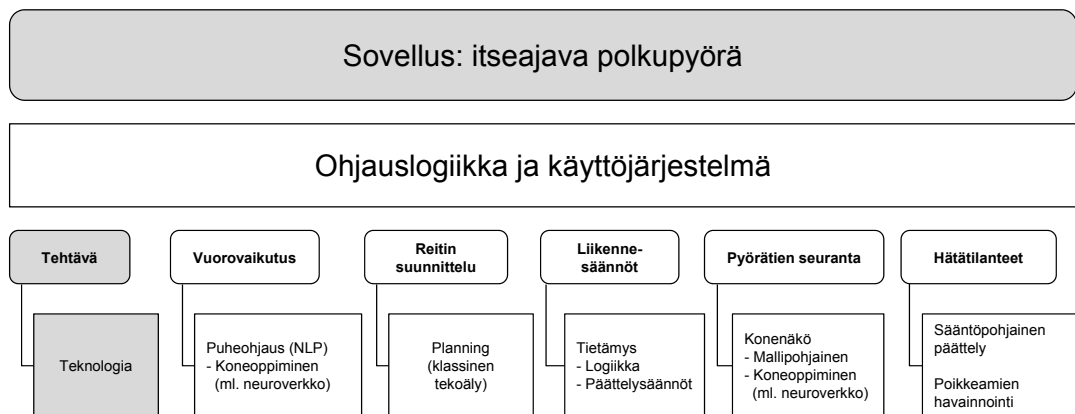 Sovellus: itseajava polkupyörä
Ohjauslogiikka ja käyttöjärjestelmä
Tehtävä
Vuorovaikutus
Reitin
suunnittelu
Liikenne-
säännöt
Pyörätien seuranta
Hätätilanteet
Teknologia
Puheohjaus (NLP)
- Koneoppiminen
(ml. neuroverkko)
Planning
(klassinen
tekoäly)
Tietämys
- Logiikka
- Päättelysäännöt
Konenäkö
- Mallipohjainen
- Koneoppiminen
(ml. neuroverkko)
Sääntöpohjainen
päättely
Poikkeamien
havainnointi